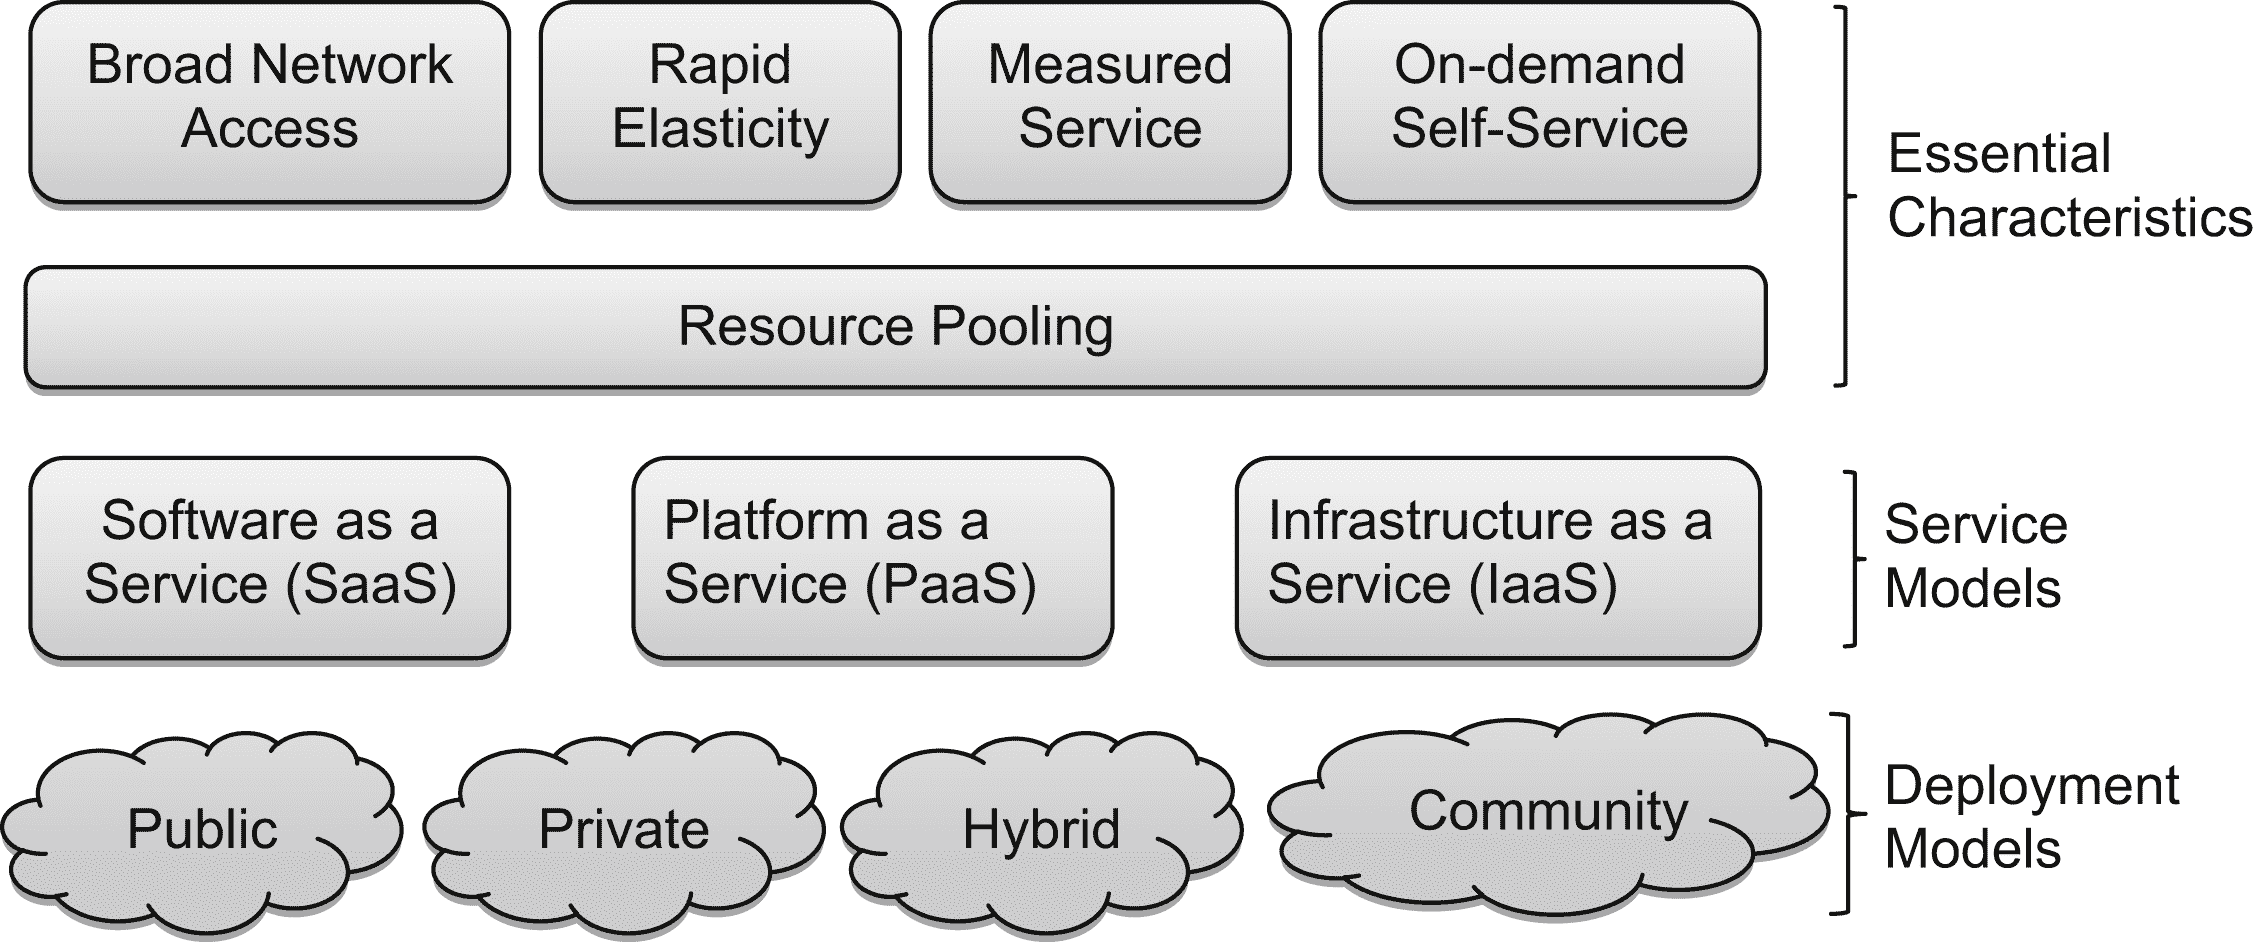 Broad Network
Access
Rapid
Elasticity
Measured
Service
On-demand
Self-Service
Essential
Characteristics
Resource Pooling
Software as a
Service (SaaS)
Platform as a
Service (PaaS)
Infrastructure as a
Service (IaaS)
Service
Models
Public
Private
Hybrid
Community
Deployment
Models